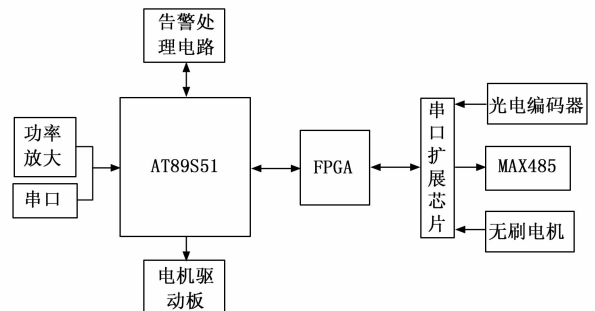 告警处
理电路
功率
放大
串口
AT89S51
FPGA
串
口
扩
展
芯
片
光电编码器
MAX485
无刷电机
电机驱
动板